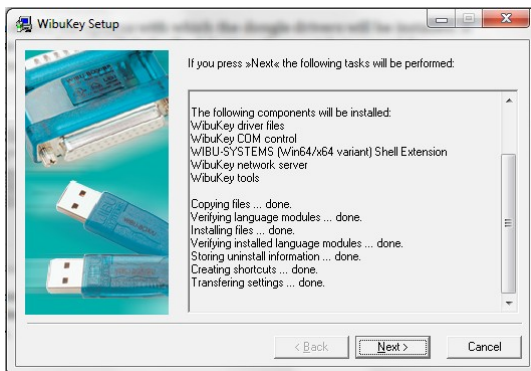 WibuKey Setup
If you press »Next« the following tasks will be performed:
The following components will be installed:
WibuKey driver files
WibuKey COM control
WIBU-SYSTEMS (Win64/x64 variant) Shell Extension
WibuKey network server
WibuKey tools
Copying files ... done.
Verifying language modules ... done.
Installing files ... done.
Verifying installed language modules ... done.
Storing uninstall information ... done.
Creating shortcuts ... done.
Transfering settings ... done.
< Back
Next >
Cancel